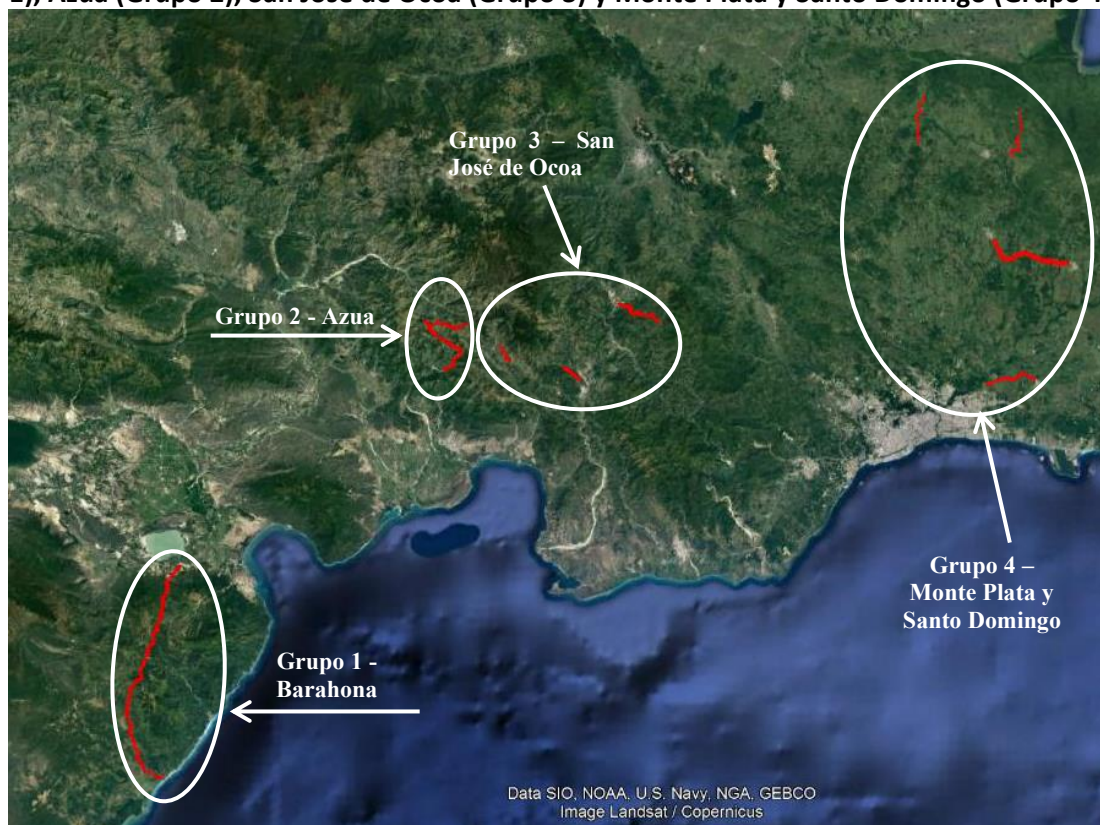 1), Azua (Grupo 2), San José de Ocoa (Grupo 3) y Monte Plata y Santo Domingo (Grupo 4
Grupo 3 – San
José de Ocoa
Grupo 2 - Azua
Grupo 4 –
Monte Plata y
Santo Domingo
Grupo 1 -
Barahona
Data SIO, NOAA, U.S. Navy, NGA, GEBCO
Image Landsat / Copernicus